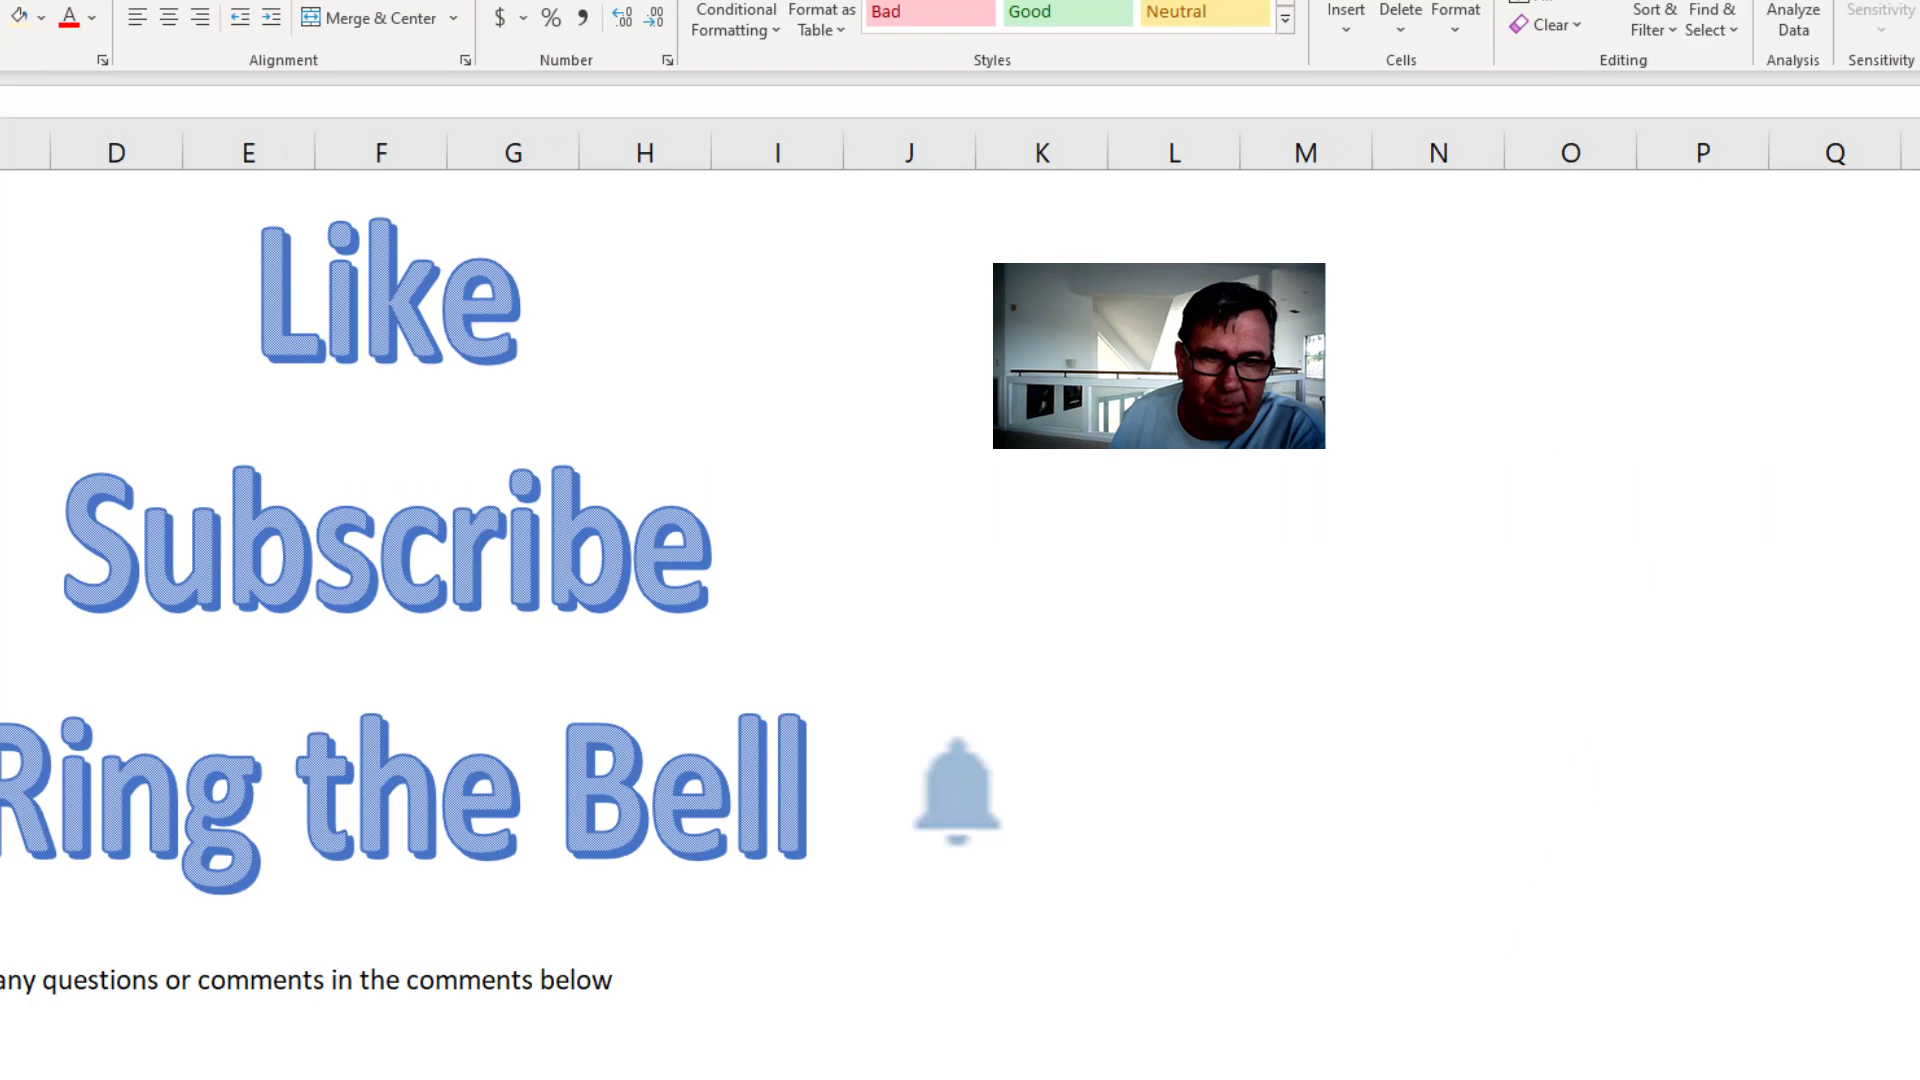 Merge & Center
$ % 9
Conditional
Formatting
Format as
Table
Bad
Good
Neutral
Insert
Delete
Format
Clear
Sort &
Filter
Find &
Select
Analyze
Data
Sensitivity
Alignment
Number
Styles
Cells
Editing
Analysis
Sensitivity
D E F G H I J K L M N O P Q
Like
Subscribe
Ring the Bell
any questions or comments in the comments below